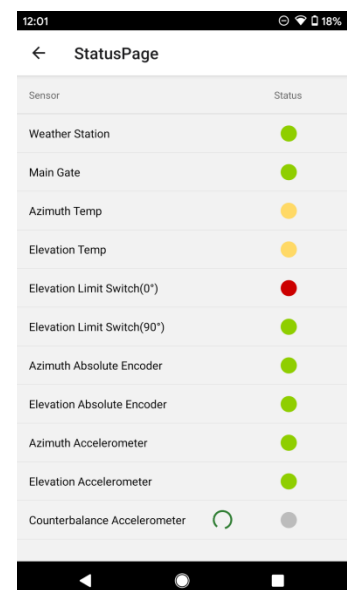 12:01 18%
StatusPage
Sensor Status
Weather Station
Main Gate
Azimuth Temp
Elevation Temp
Elevation Limit Switch(0°)
Elevation Limit Switch(90°)
Azimuth Absolute Encoder
Elevation Absolute Encoder
Azimuth Accelerometer
Elevation Accelerometer
Counterbalance Accelerometer